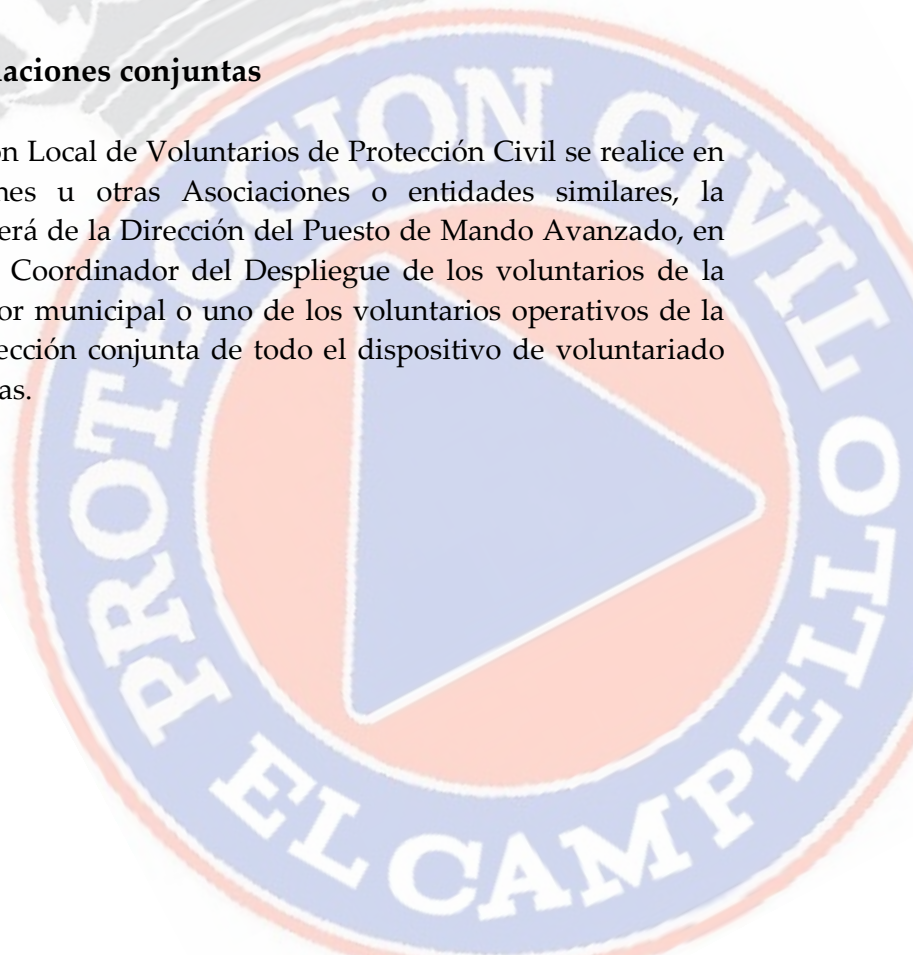 laciones conjuntas
n Local de Voluntarios de Protección Civil se realice en
nes u otras Asociaciones o entidades similares, la
erá de la Dirección del Puesto de Mando Avanzado, en
Coordinador del Despliegue de los voluntarios de la
or municipal o uno de los voluntarios operativos de la
ección conjunta de todo el dispositivo de voluntariado
as.
PROTECCION CIVIL
EL CAMPELLO